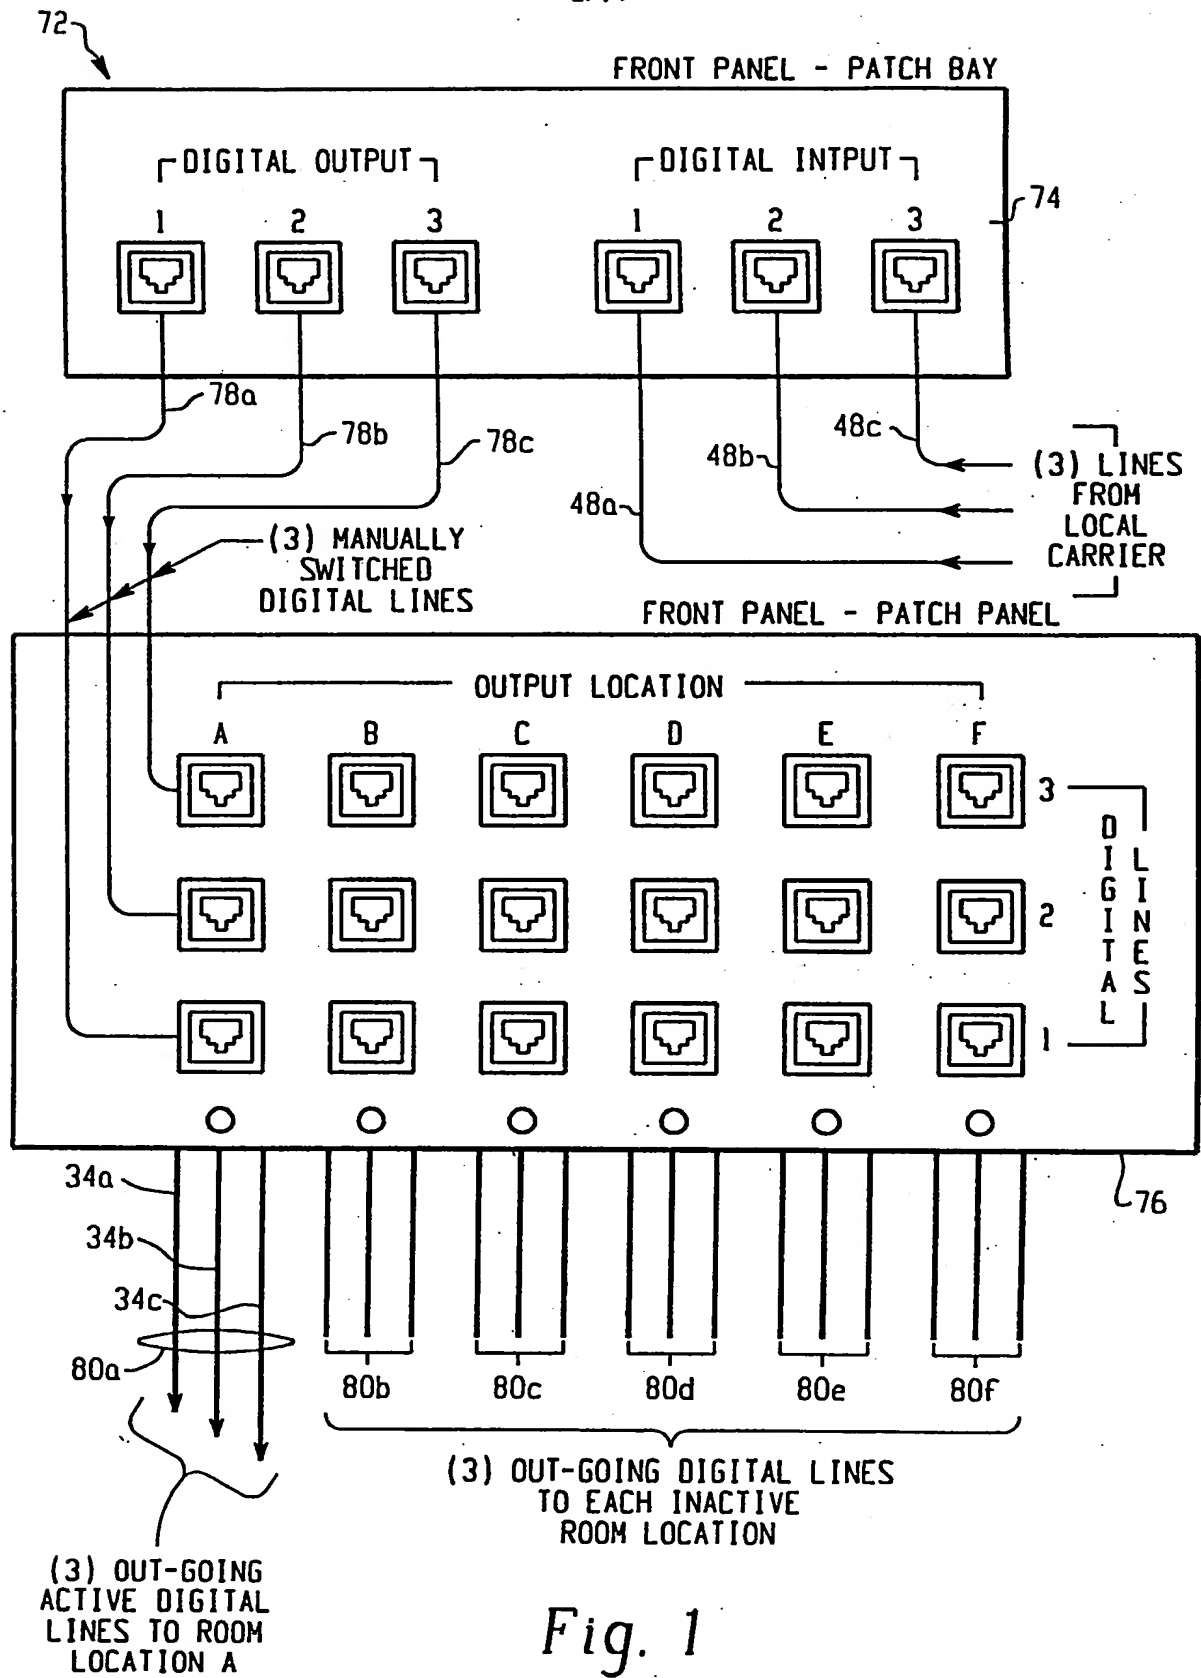 72
FRONT PANEL - PATCH BAY
DIGITAL OUTPUT
DIGITAL INTPUT
1 2 3
1 2 3
74
78a
78b
78c
48a
48b
48c
(3) LINES
FROM
LOCAL
CARRIER
(3) MANUALLY
SWITCHED
DIGITAL LINES
FRONT PANEL - PATCH PANEL
OUTPUT LOCATION
A B C D E F
3
2
1
DIGITAL
LINES
76
34a
34b
34c
80a
80b 80c 80d 80e 80f
(3) OUT-GOING DIGITAL LINES
TO EACH INACTIVE
ROOM LOCATION
(3) OUT-GOING
ACTIVE DIGITAL
LINES TO ROOM
LOCATION A
Fig. 1